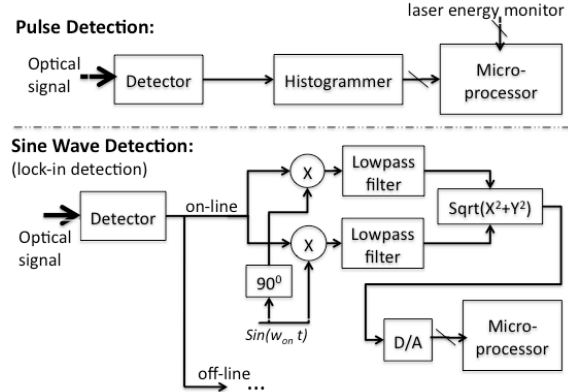 laser energy monitor
Pulse Detection:
Optical
signal
Detector
Histogrammer
Micro-
processor
Sine Wave Detection:
(lock-in detection)
Optical
signal
Detector
on-line
X
Lowpass
filter
X
Lowpass
filter
Sqrt(X²+Y²)
90⁰
Sin(w_on t)
D/A
Micro-
processor
off-line
...